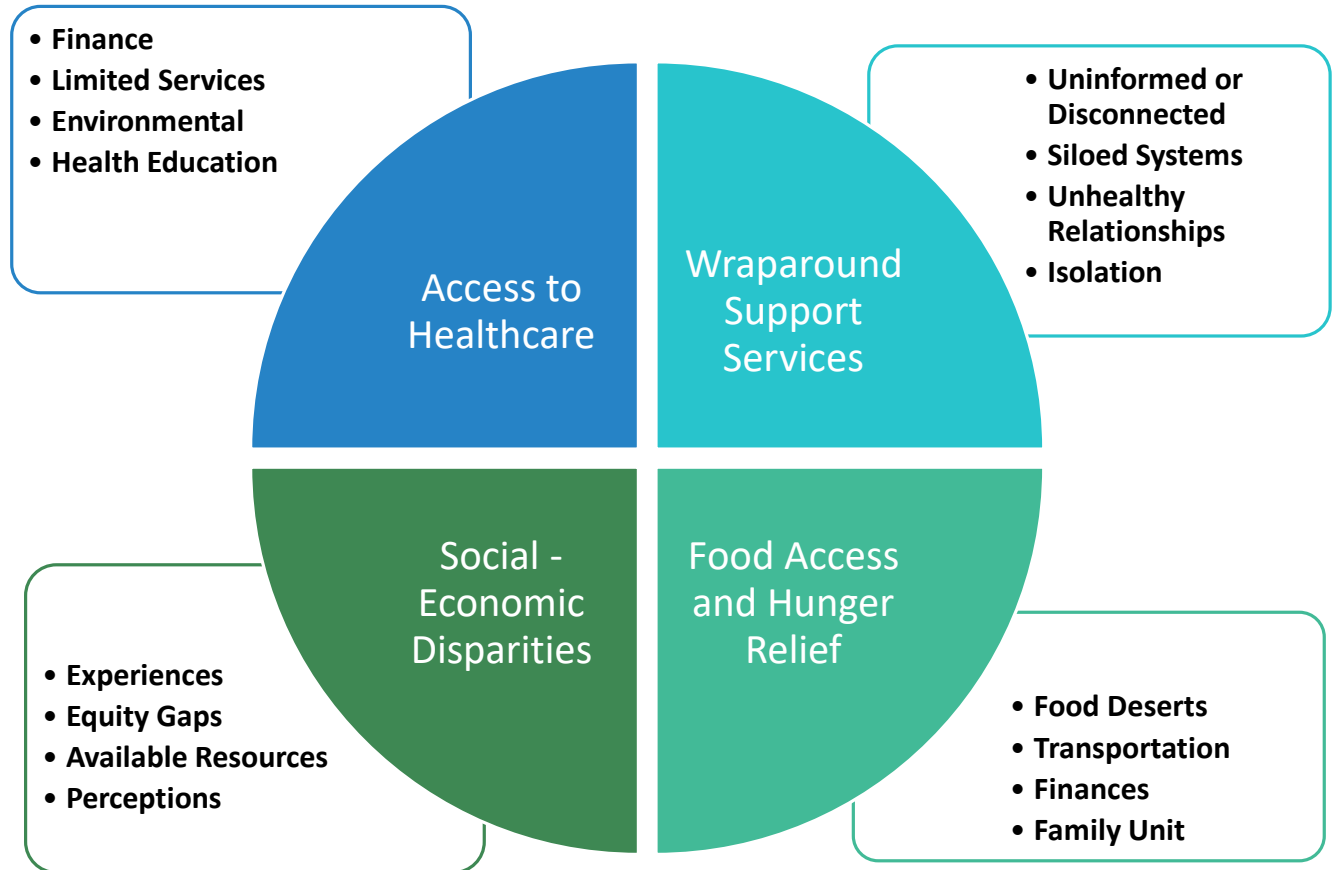 • Finance
• Limited Services
• Environmental
• Health Education
• Uninformed or
Disconnected
• Siloed Systems
• Unhealthy
Relationships
• Isolation
Access to
Healthcare
Wraparound
Support
Services
Social -
Economic
Disparities
Food Access
and Hunger
Relief
• Experiences
• Equity Gaps
• Available Resources
• Perceptions
• Food Deserts
• Transportation
• Finances
• Family Unit